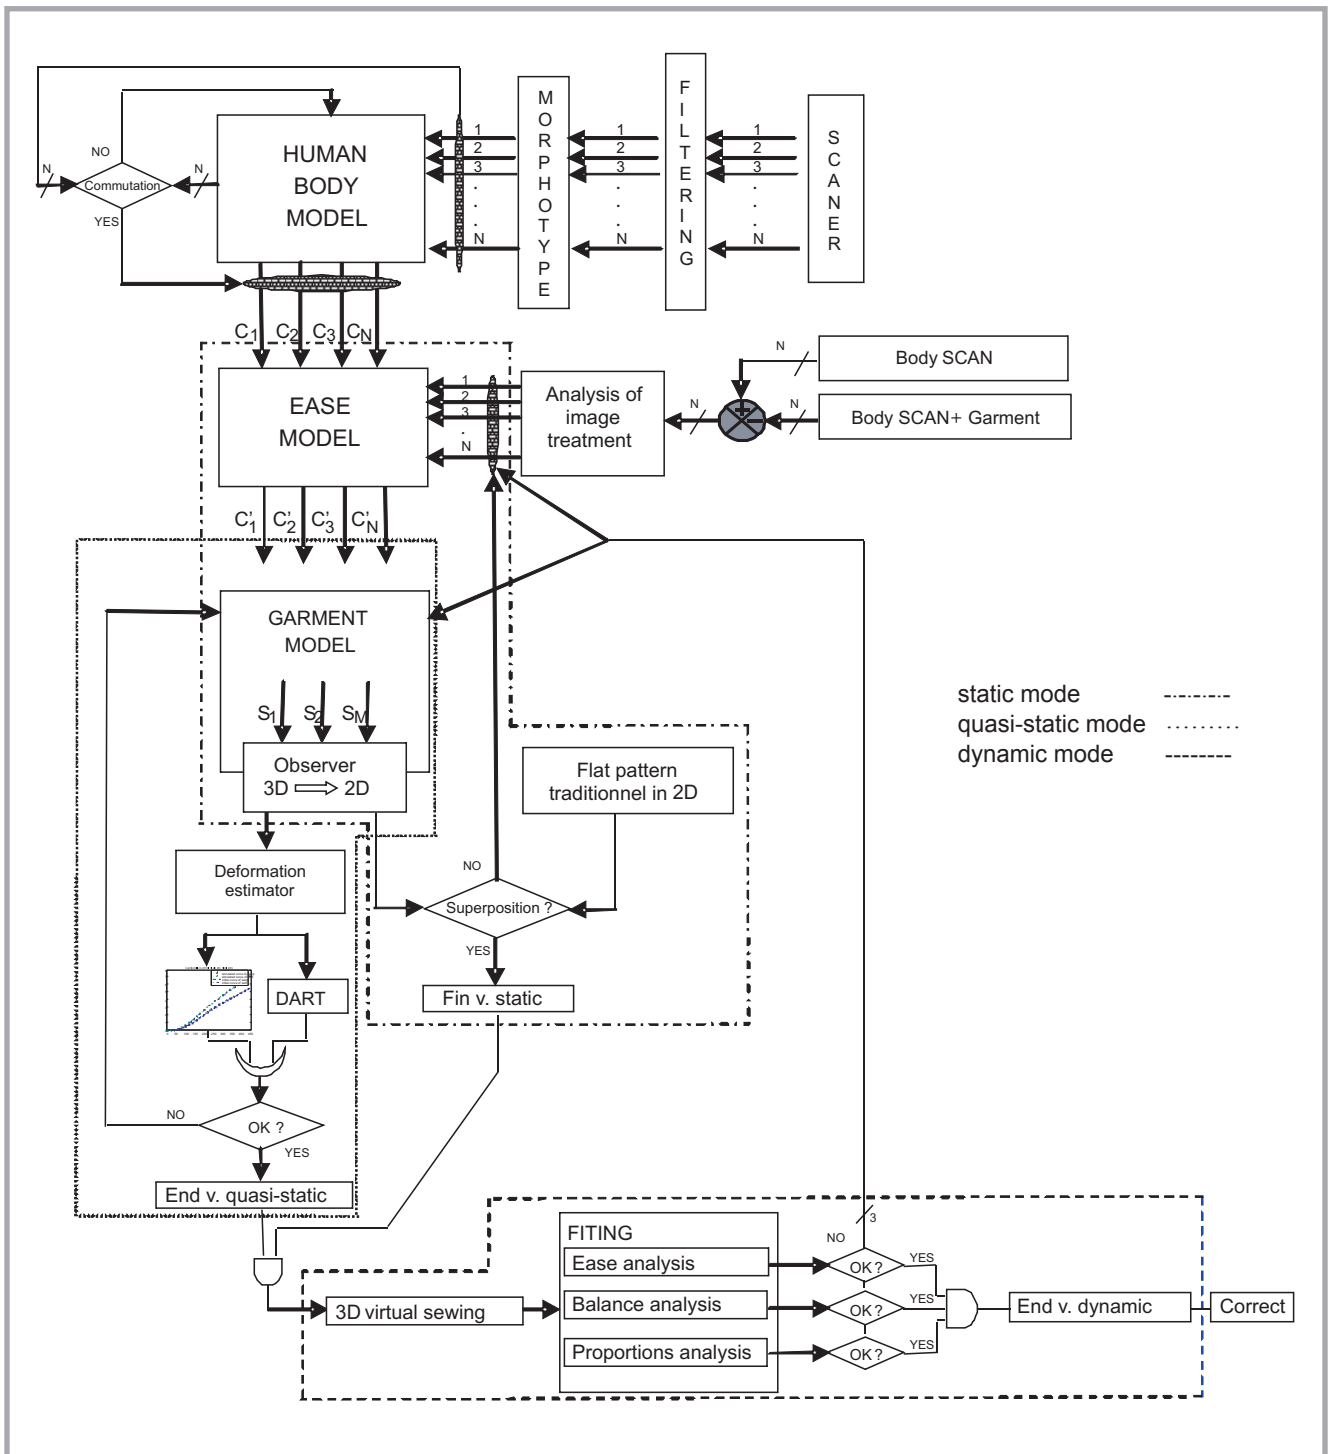 SCANER
1
2
3
.
.
.
N
FILTERING
1
2
3
.
.
.
N
MORPHOTYPE
1
2
3
.
.
.
N
HUMAN
BODY
MODEL
N
N
NO
Commutation
YES
C1 C2 C3 CN
EASE
MODEL
1
2
3
.
N
Analysis of
image
treatment
N
N
N
Body SCAN
Body SCAN+ Garment
C'1 C'2 C'3 C'N
GARMENT
MODEL
S1 S2 SM
Observer
3D 2D
Flat pattern
traditionnel in 2D
static mode
quasi-static mode
dynamic mode
Deformation
estimator
NO
Superposition ?
YES
Fin v. static
DART
NO
OK ?
YES
End v. quasi-static
3D virtual sewing
FITING
Ease analysis
Balance analysis
Proportions analysis
3
NO
OK ?
YES
OK ?
YES
OK ?
YES
End v. dynamic
Correct